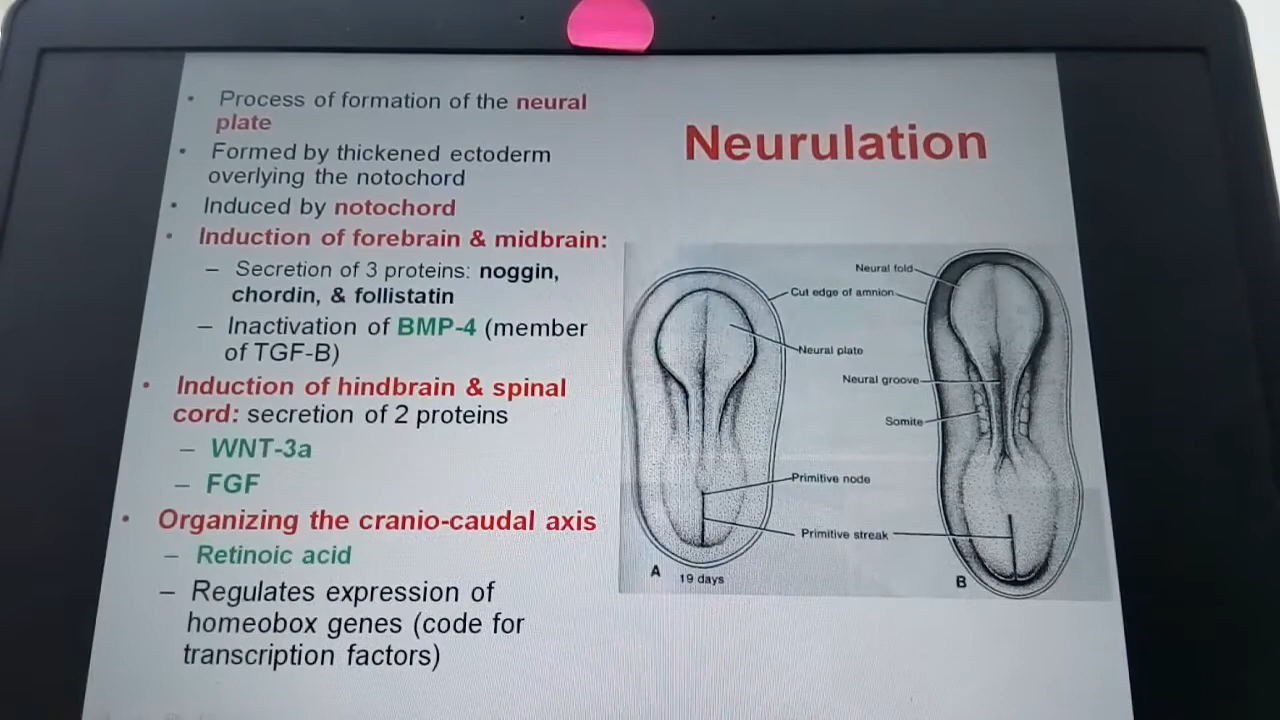 Neurulation
• Process of formation of the neural
plate
• Formed by thickened ectoderm
overlying the notochord
• Induced by notochord
• Induction of forebrain & midbrain:
– Secretion of 3 proteins: noggin,
chordin, & follistatin
– Inactivation of BMP-4 (member
of TGF-B)
• Induction of hindbrain & spinal
cord: secretion of 2 proteins
– WNT-3a
– FGF
• Organizing the cranio-caudal axis
– Retinoic acid
– Regulates expression of
homeobox genes (code for
transcription factors)
Neural fold
Cut edge of amnion
Neural plate
Neural groove
Somite
Primitive node
Primitive streak
A 19 days
B